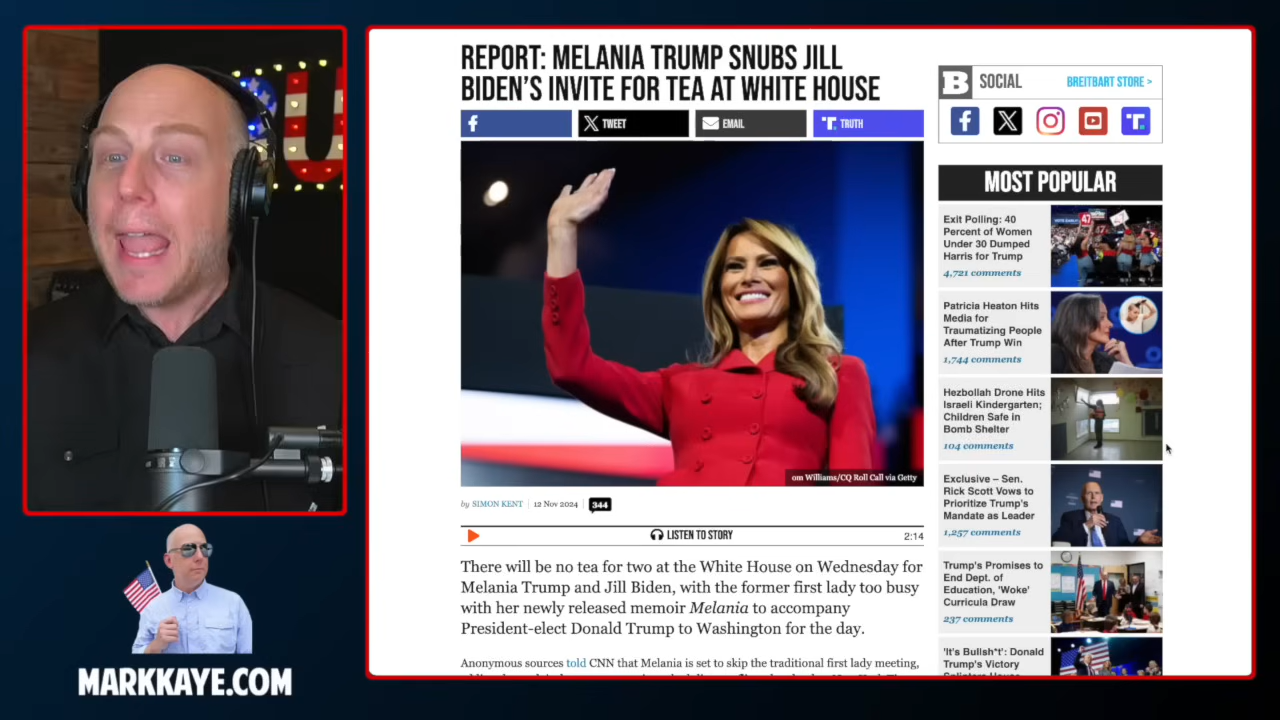 REPORT: MELANIA TRUMP SNUBS JILL
BIDEN'S INVITE FOR TEA AT WHITE HOUSE
TWEET
EMAIL
TRUTH
om Williams/CQ Roll Call via Getty
by SIMON KENT | 12 Nov 2024 | 344
LISTEN TO STORY
2:14
There will be no tea for two at the White House on Wednesday for
Melania Trump and Jill Biden, with the former first lady too busy
with her newly released memoir Melania to accompany
President-elect Donald Trump to Washington for the day.
Anonymous sources told CNN that Melania is set to skip the traditional first lady meeting,
B SOCIAL
BREITBART STORE >
MOST POPULAR
Exit Polling: 40
Percent of Women
Under 30 Dumped
Harris for Trump
4,721 comments
Patricia Heaton Hits
Media for
Traumatizing People
After Trump Win
1,744 comments
Hezbollah Drone Hits
Israeli Kindergarten;
Children Safe in
Bomb Shelter
104 comments
Exclusive – Sen.
Rick Scott Vows to
Prioritize Trump's
Mandate as Leader
1,257 comments
Trump's Promises to
End Dept. of
Education, 'Woke'
Curricula Draw
237 comments
'It's Bullsh*t': Donald
Trump's Victory
MARKKAYE.COM